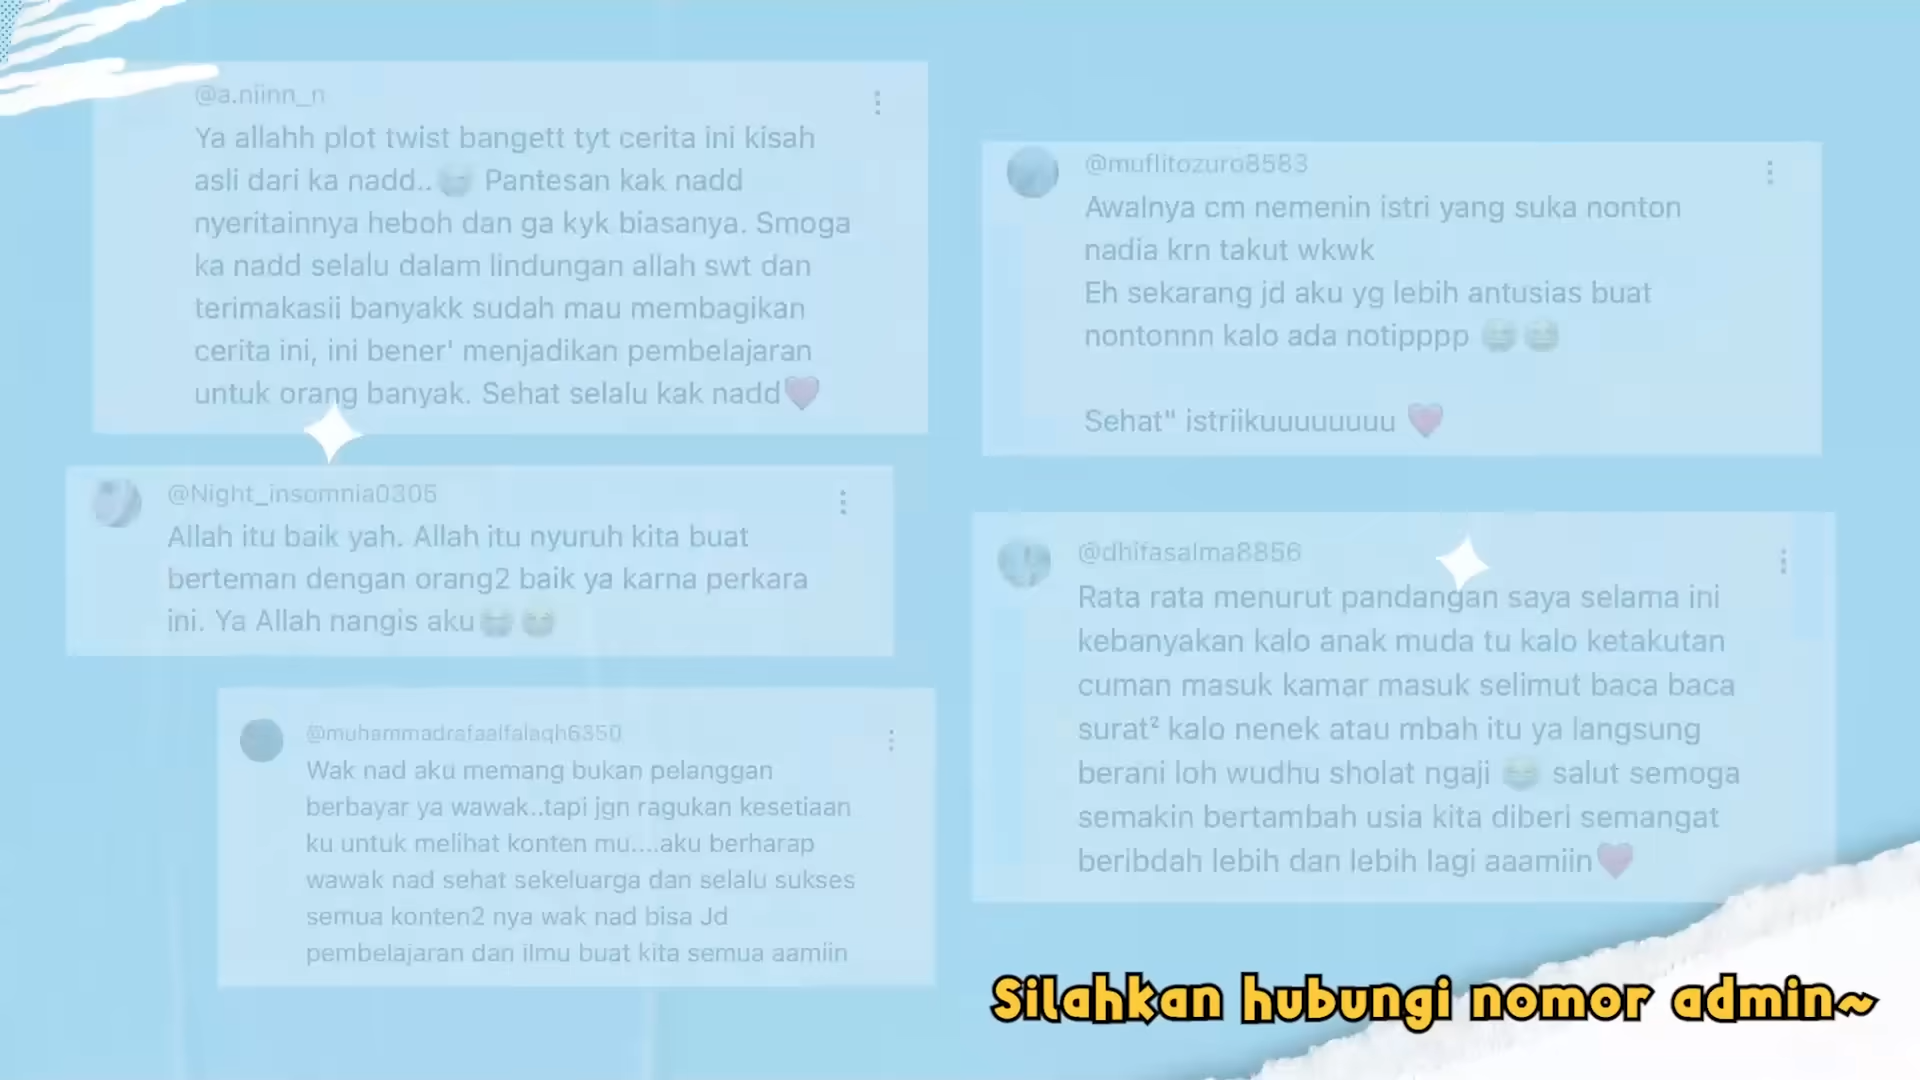 @a.niinn_n
Ya allahh plot twist bangett tyt cerita ini kisah
asli dari ka nadd.. Pantesan kak nadd
nyeritainnya heboh dan ga kyk biasanya. Smoga
ka nadd selalu dalam lindungan allah swt dan
terimakasii banyakk sudah mau membagikan
cerita ini, ini bener' menjadikan pembelajaran
untuk orang banyak. Sehat selalu kak nadd♥
@Night_insomnia0305
Allah itu baik yah. Allah itu nyuruh kita buat
berteman dengan orang2 baik ya karna perkara
ini. Ya Allah nangis aku
@muhammadrafaalfalaqh6350
Wak nad aku memang bukan pelanggan
berbayar ya wawak..tapi jgn ragukan kesetiaan
ku untuk melihat konten mu....aku berharap
wawak nad sehat sekeluarga dan selalu sukses
semua konten2 nya wak nad bisa Jd
pembelajaran dan ilmu buat kita semua aamiin
@muflitozuro8583
Awalnya cm nemenin istri yang suka nonton
nadia krn takut wkwk
Eh sekarang jd aku yg lebih antusias buat
nontonnn kalo ada notipppp
Sehat" istriikuuuuuuuu ♥
@dhifasalma8856
Rata rata menurut pandangan saya selama ini
kebanyakan kalo anak muda tu kalo ketakutan
cuman masuk kamar masuk selimut baca baca
surat² kalo nenek atau mbah itu ya langsung
berani loh wudhu sholat ngaji salut semoga
semakin bertambah usia kita diberi semangat
beribdah lebih dan lebih lagi aaamiin♥
Silahkan hubungi nomor admin~